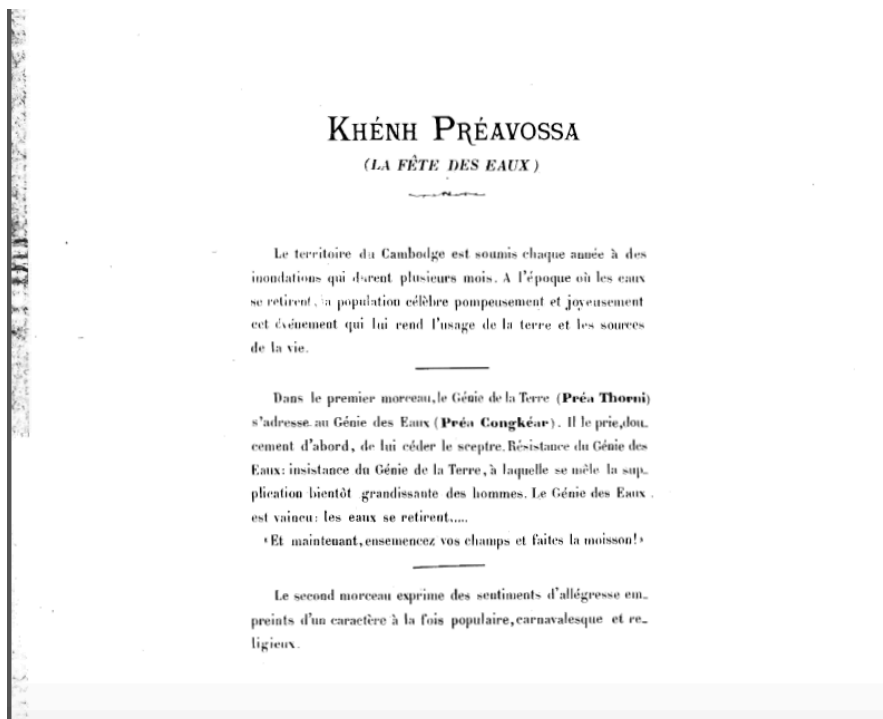 KHÉNH PRÉAVOSSA
(LA FÊTE DES EAUX)
Le territoire du Cambodge est soumis chaque année à des
inondations qui durent plusieurs mois. A l'époque où les eaux
se retirent, la population célèbre pompeusement et joyeusement
cet événement qui lui rend l'usage de la terre et les sources
de la vie.
Dans le premier morceau, le Génie de la Terre (Préa Thorni)
s'adresse au Génie des Eaux (Préa Congkéar). Il le prie, dou-
cement d'abord, de lui céder le sceptre. Résistance du Génie des
Eaux: insistance du Génie de la Terre, à laquelle se mêle la sup-
plication bientôt grandissante des hommes. Le Génie des Eaux
est vaincu: les eaux se retirent.....
"Et maintenant, ensemencez vos champs et faites la moisson!"
Le second morceau exprime des sentiments d'allégresse em-
preints d'un caractère à la fois populaire, carnavalesque et re-
ligieux.